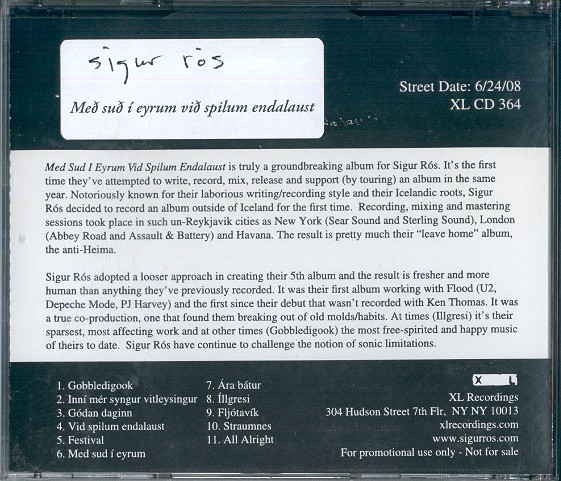 sigur rós
Með suð í eyrum við spilum endalaust
Street Date: 6/24/08
XL CD 364
Med Sud I Eyrum Vid Spilum Endalaust is truly a groundbreaking album for Sigur Rós. It's the first
time they've attempted to write, record, mix, release and support (by touring) an album in the same
year. Notoriously known for their laborious writing/recording style and their Icelandic roots, Sigur
Rós decided to record an album outside of Iceland for the first time. Recording, mixing and mastering
sessions took place in such un-Reykjavik cities as New York (Sear Sound and Sterling Sound), London
(Abbey Road and Assault & Battery) and Havana. The result is pretty much their "leave home" album,
the anti-Heima.
Sigur Rós adopted a looser approach in creating their 5th album and the result is fresher and more
human than anything they've previously recorded. It was their first album working with Flood (U2,
Depeche Mode, PJ Harvey) and the first since their debut that wasn't recorded with Ken Thomas. It was
a true co-production, one that found them breaking out of old molds/habits. At times (Illgresi) it's their
sparsest, most affecting work and at other times (Gobbledigook) the most free-spirited and happy music
of theirs to date. Sigur Rós have continue to challenge the notion of sonic limitations.
1. Gobbledigook
2. Inní mér syngur vitleysingur
3. Gódan daginn
4. Vid spilum endalaust
5. Festival
6. Med sud í eyrum
7. Ára bátur
8. Íllgresi
9. Fljótavík
10. Straumnes
11. All Alright
X L
XL Recordings
304 Hudson Street 7th Flr, NY NY 10013
xlrecordings.com
www.sigurros.com
For promotional use only - Not for sale